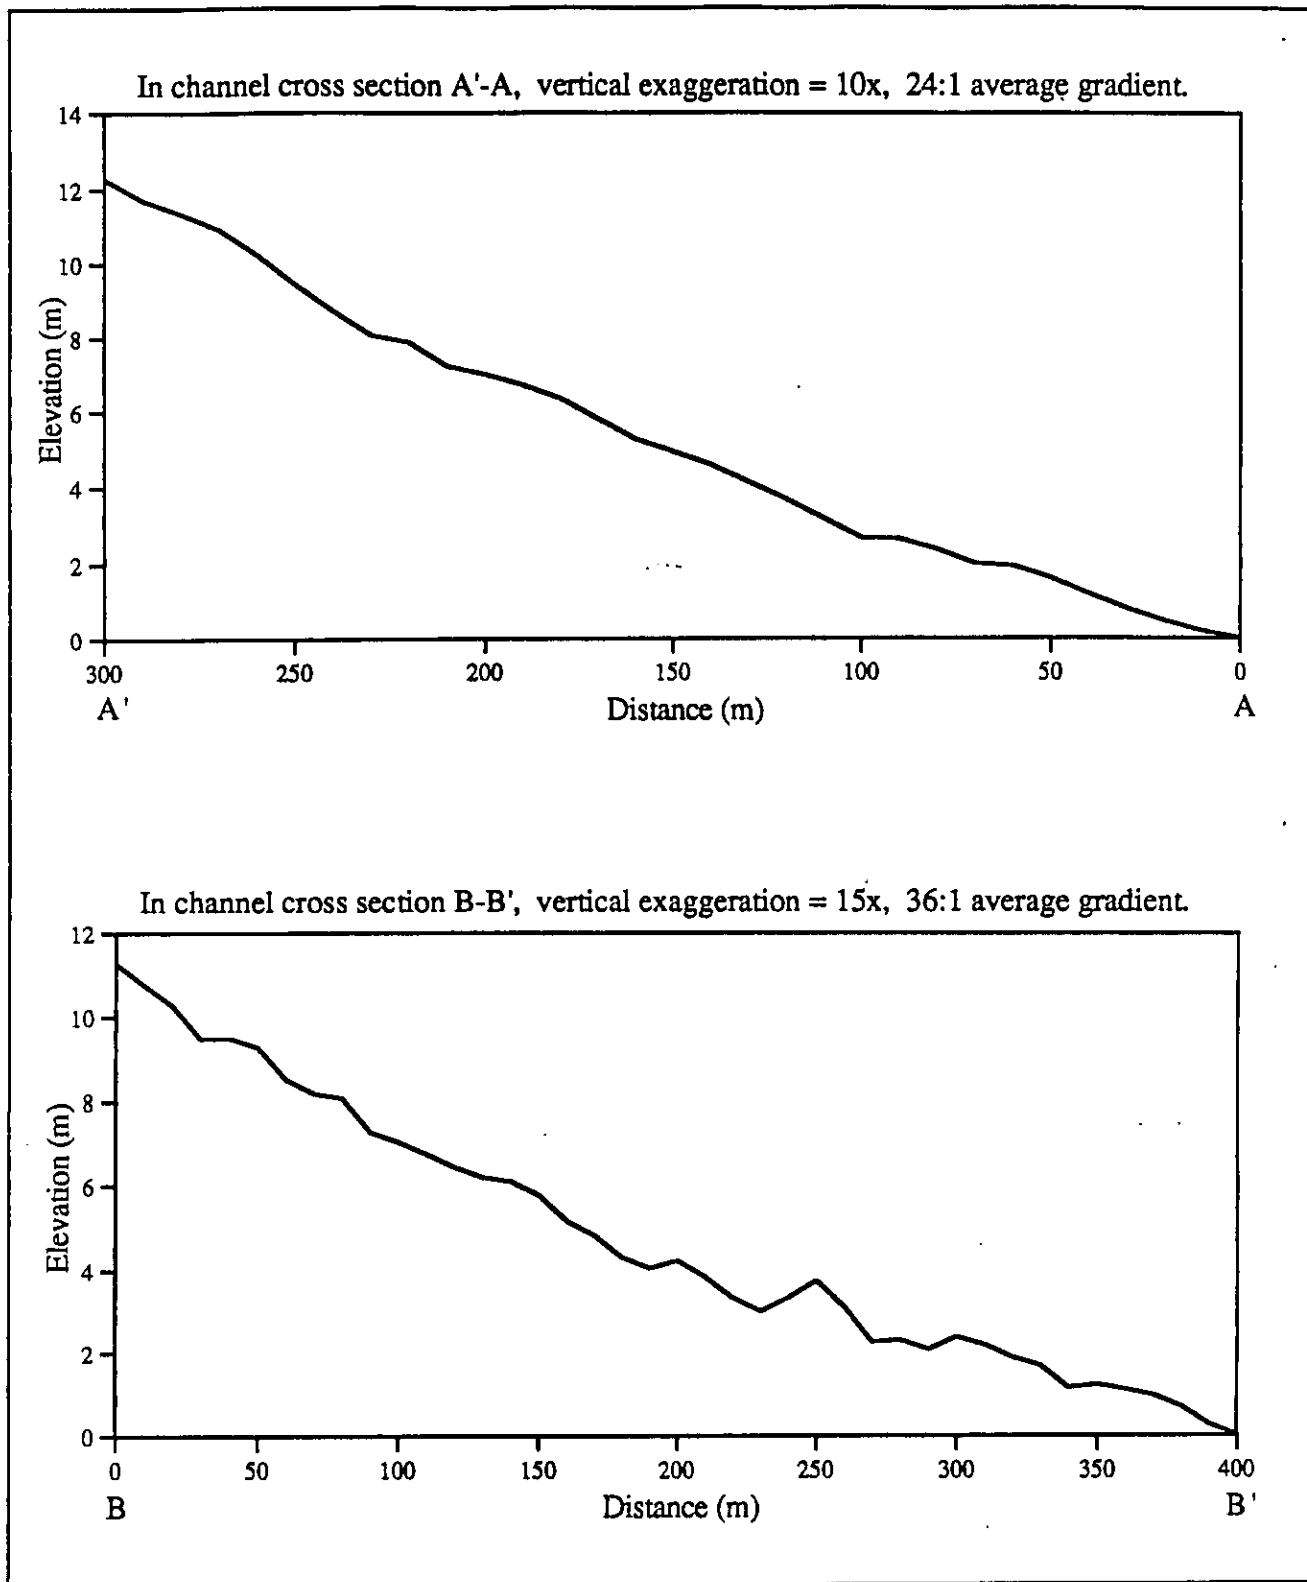 In channel cross section A'-A, vertical exaggeration = 10x, 24:1 average gradient.
14
12
10
8
6
4
2
0
Elevation (m)
300 250 200 150 100 50 0
A' Distance (m) A
In channel cross section B-B', vertical exaggeration = 15x, 36:1 average gradient.
12
10
8
6
4
2
0
Elevation (m)
0 50 100 150 200 250 300 350 400
B Distance (m) B'